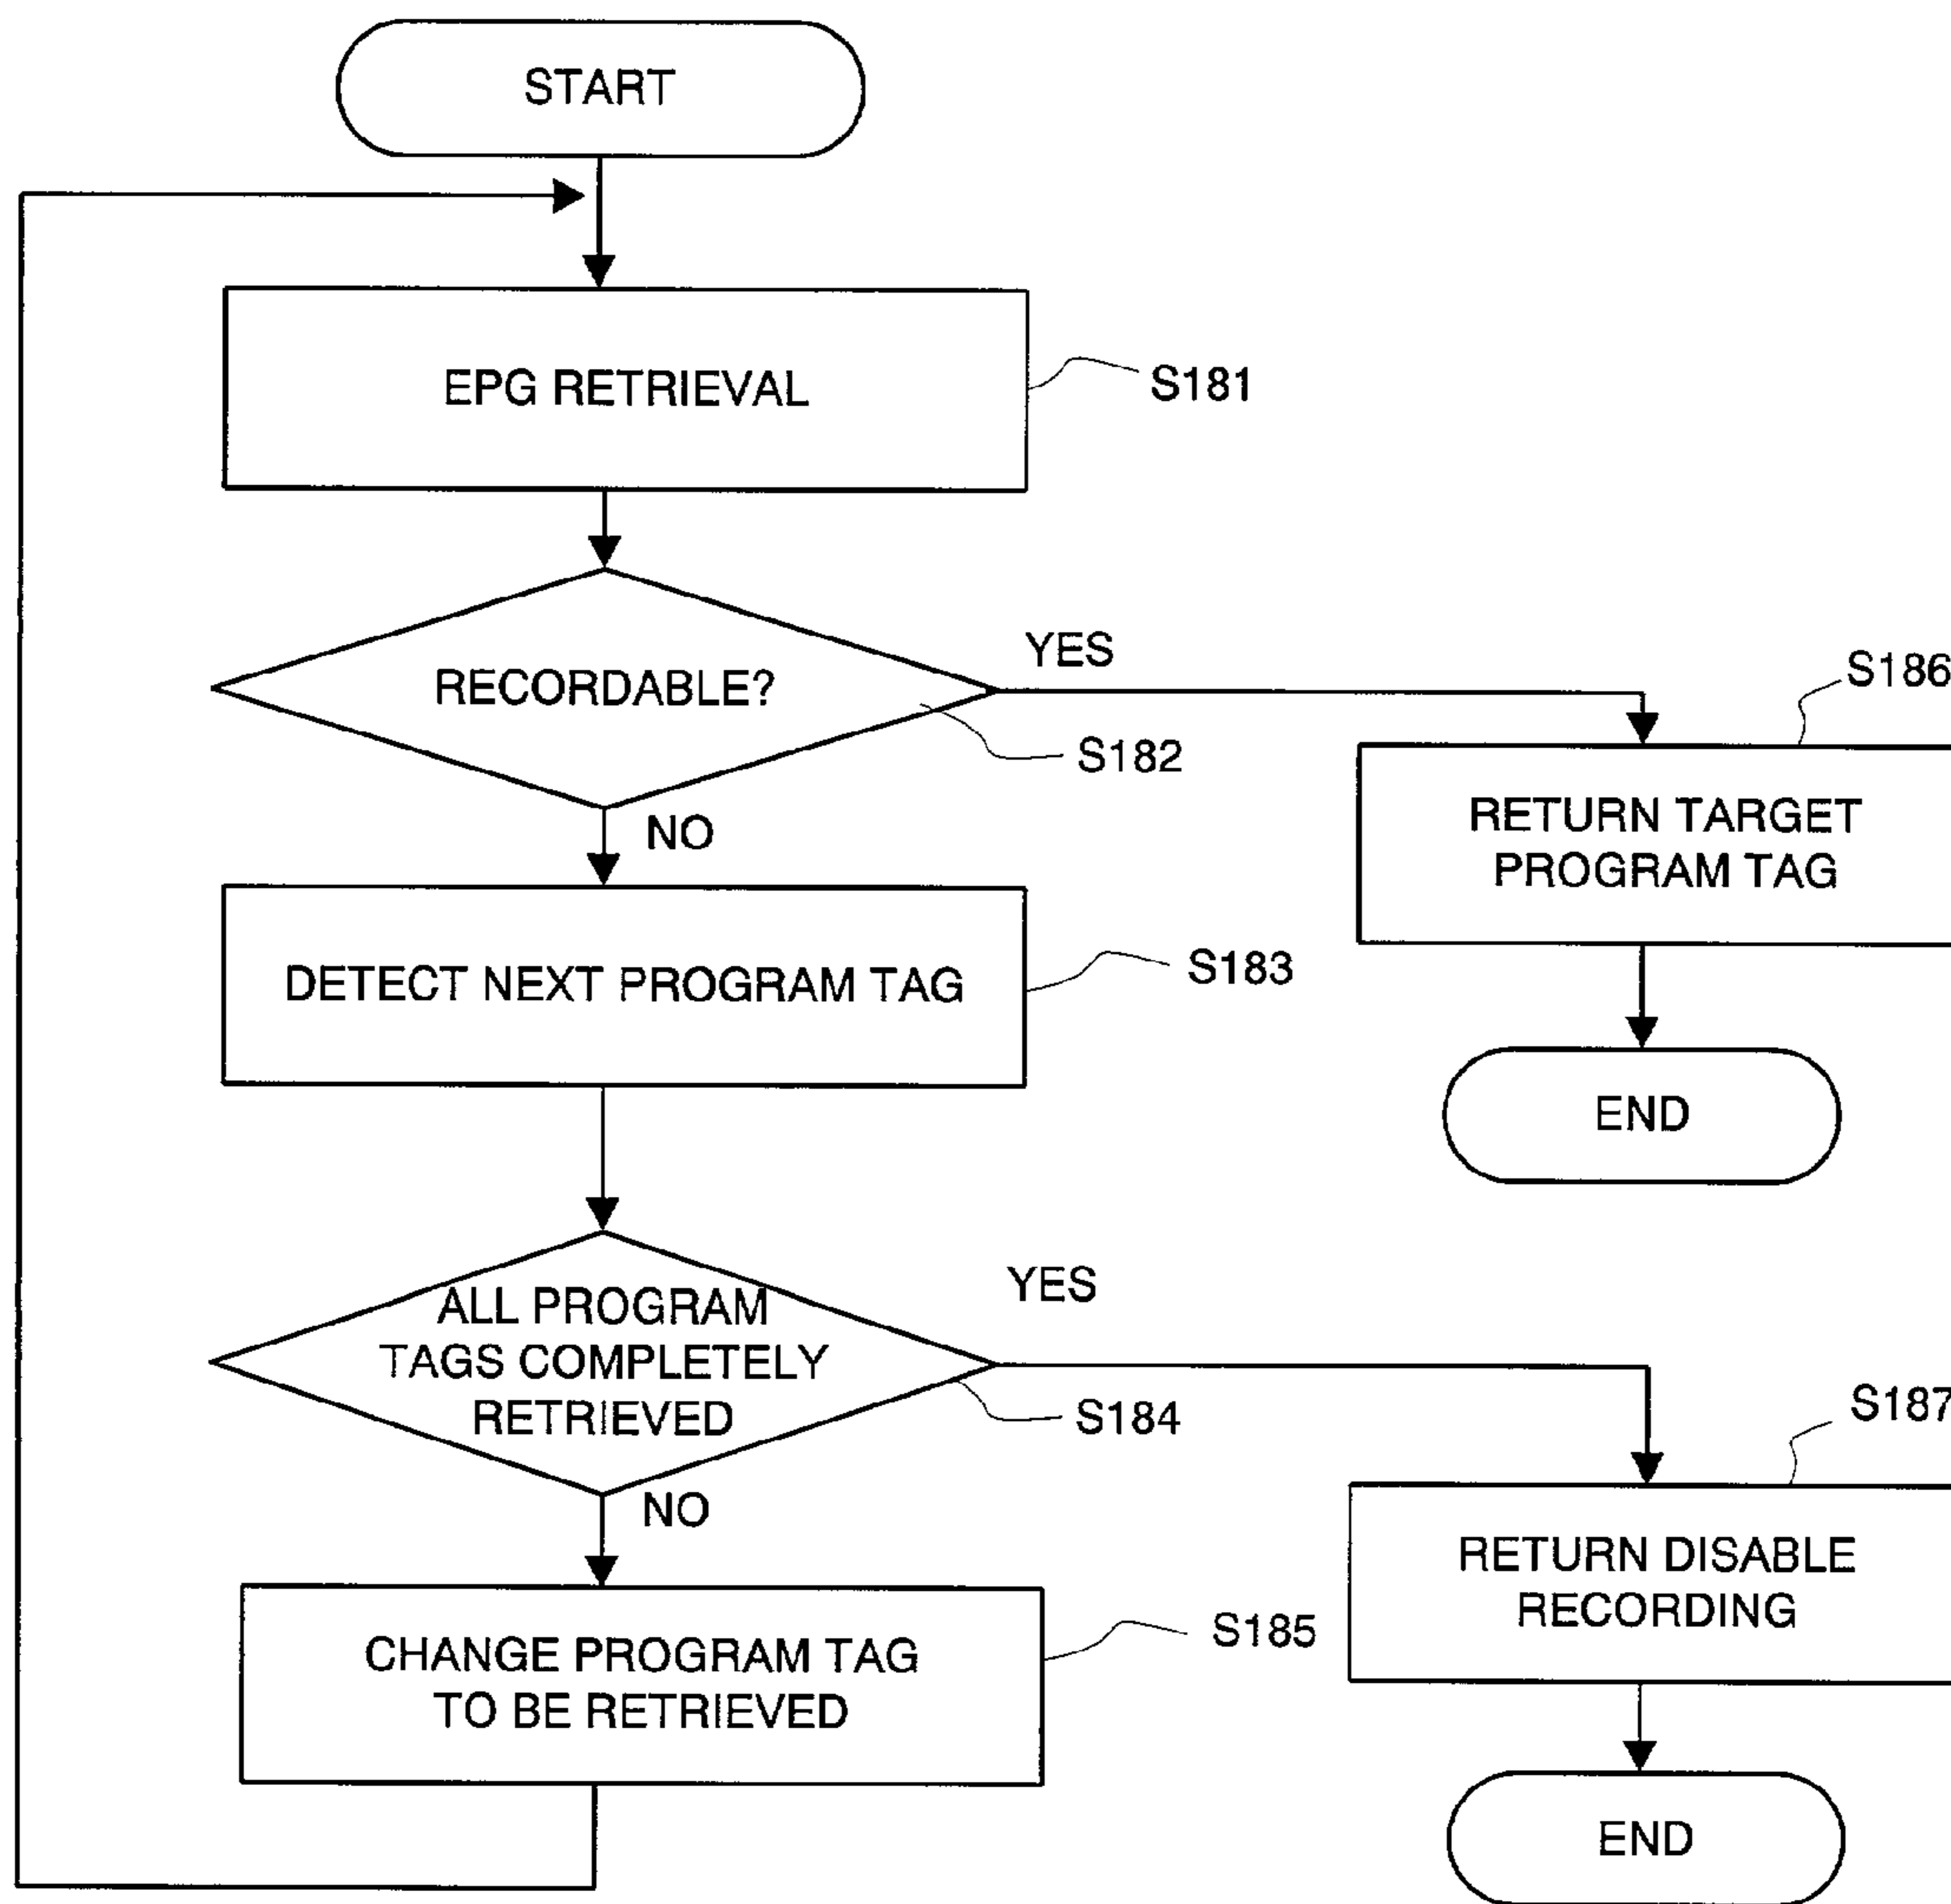 START
EPG RETRIEVAL
S181
RECORDABLE?
YES
S182
S186
NO
RETURN TARGET
PROGRAM TAG
DETECT NEXT PROGRAM TAG
S183
END
ALL PROGRAM
TAGS COMPLETELY
RETRIEVED
YES
S184
S187
NO
RETURN DISABLE
RECORDING
CHANGE PROGRAM TAG
TO BE RETRIEVED
S185
END